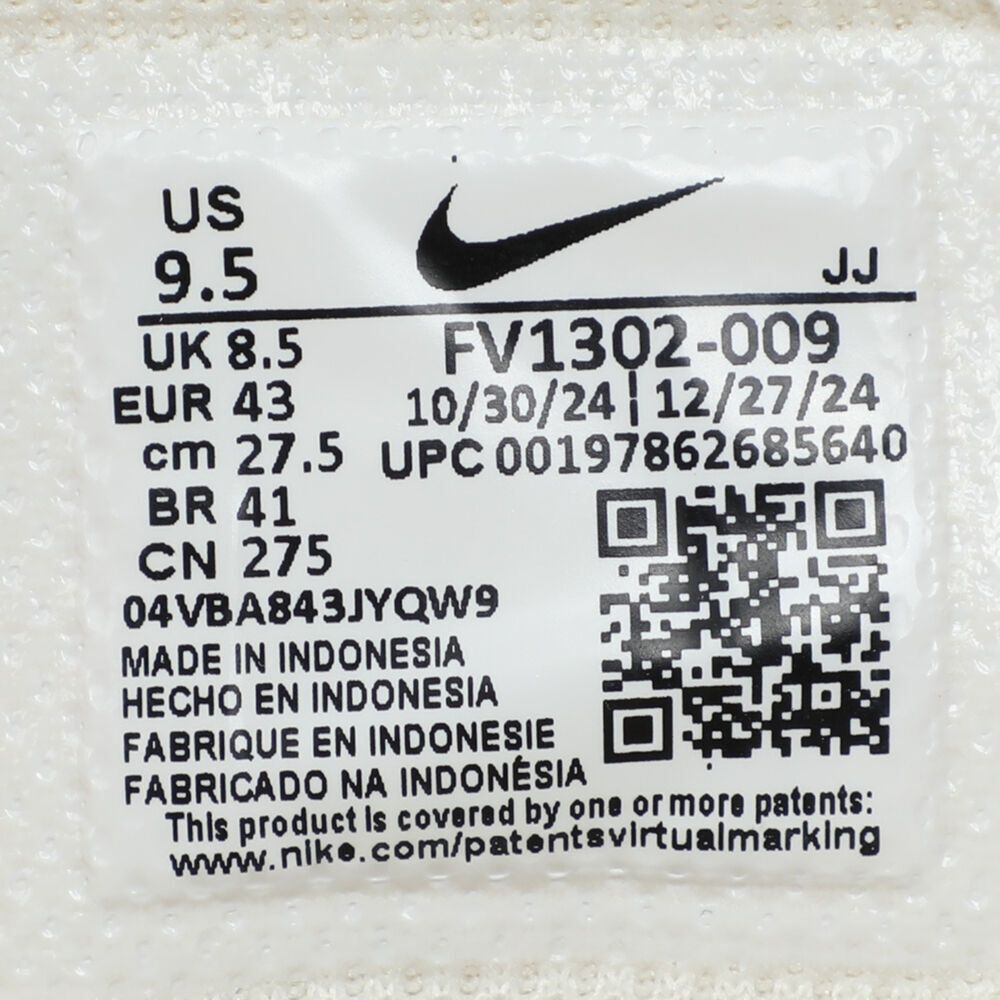 US
9.5
JJ
UK 8.5
EUR 43
cm 27.5
BR 41
CN 275
FV1302-009
10/30/24 | 12/27/24
UPC 00197862685640
04VBA843JYQW9
MADE IN INDONESIA
HECHO EN INDONESIA
FABRIQUE EN INDONESIE
FABRICADO NA INDONÉSIA
This product is covered by one or more patents:
www.nike.com/patentsvirtualmarking